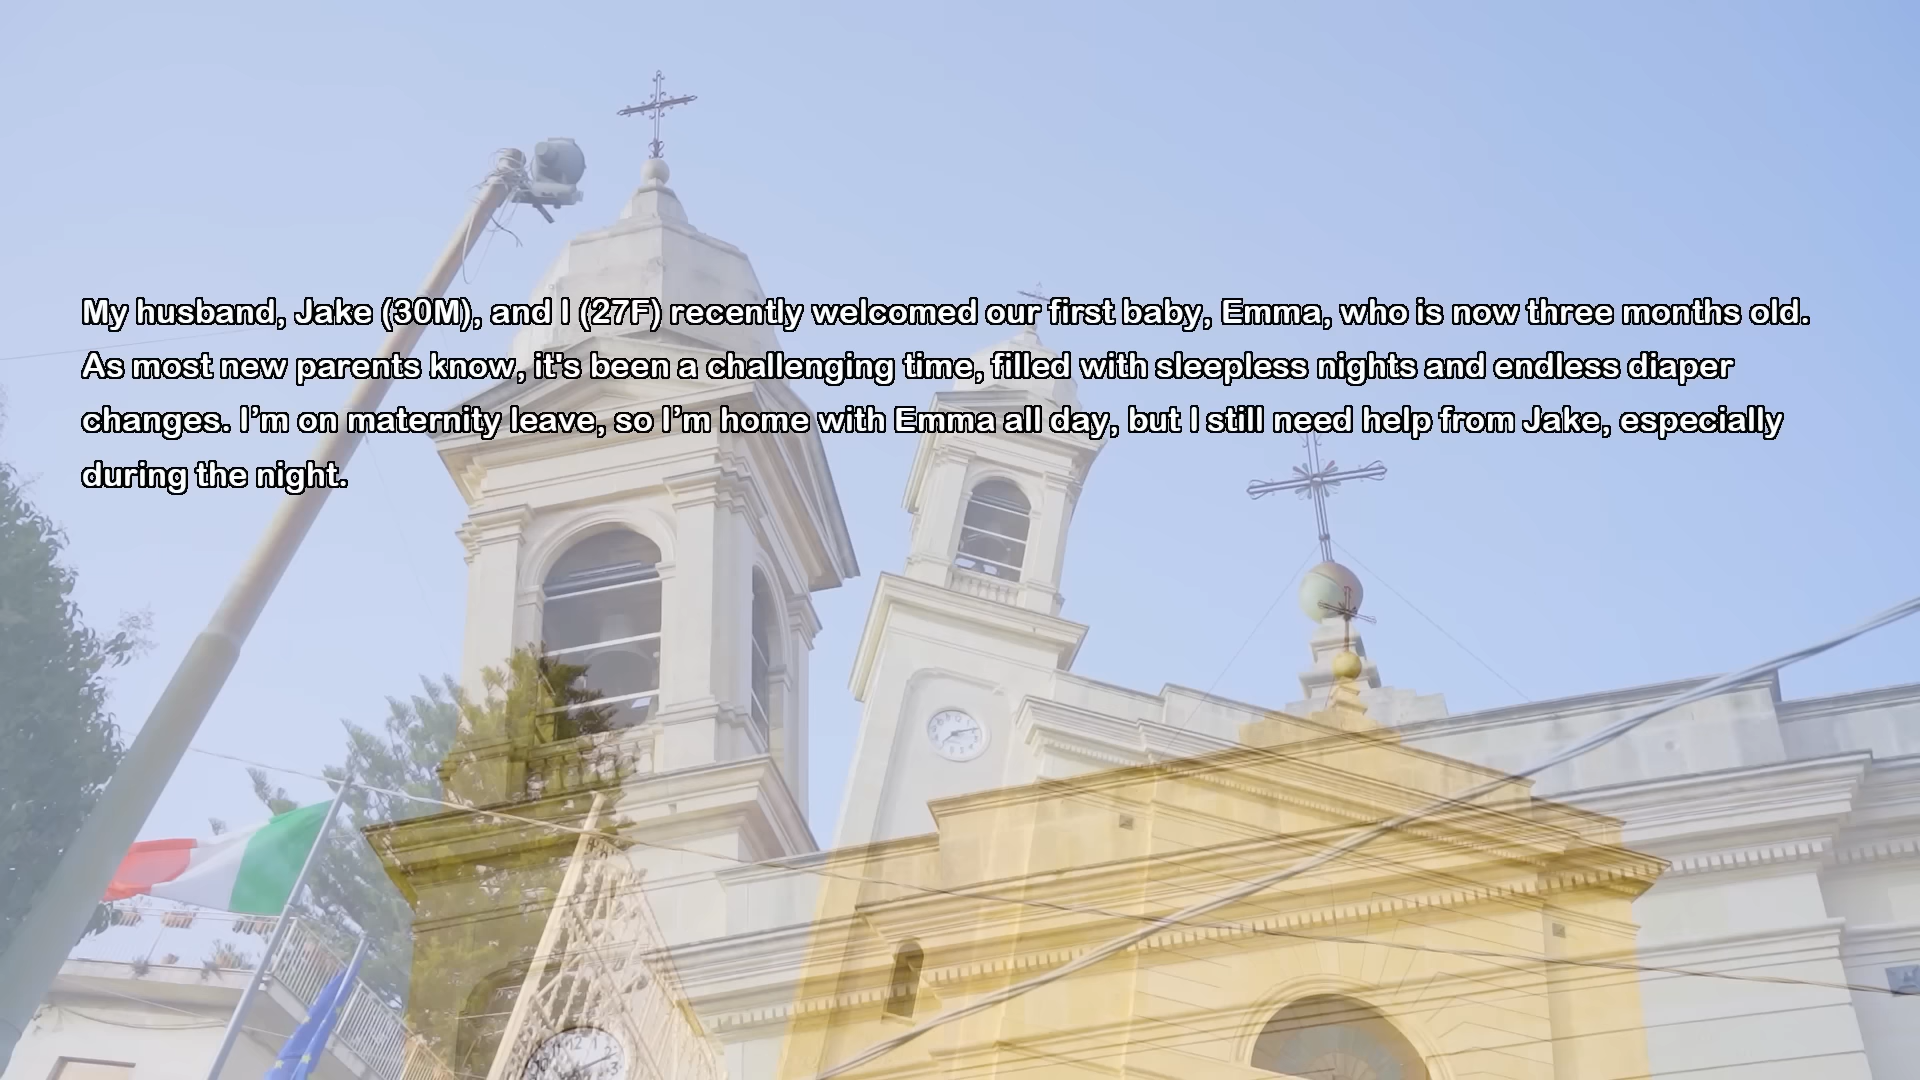 My husband, Jake (30M), and I (27F) recently welcomed our first baby, Emma, who is now three months old.
As most new parents know, it's been a challenging time, filled with sleepless nights and endless diaper
changes. I’m on maternity leave, so I’m home with Emma all day, but I still need help from Jake, especially
during the night.